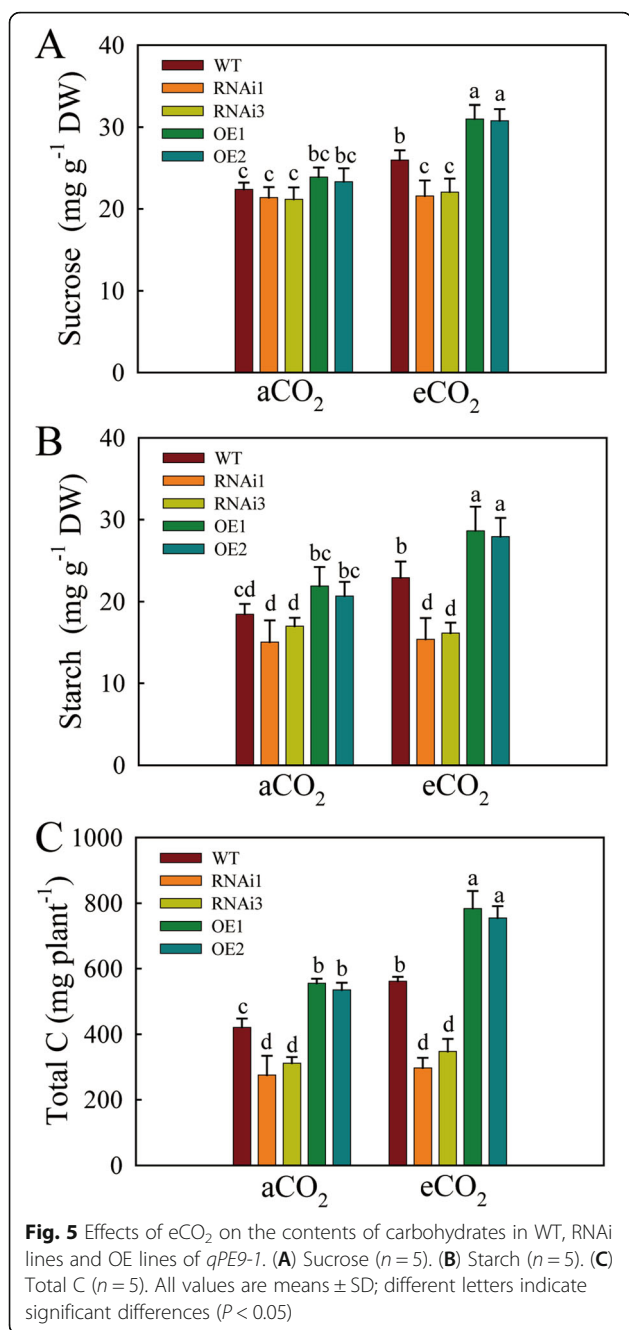 A
Sucrose (mg g⁻¹ DW)
40
30
20
10
0
WT
RNAi1
RNAi3
OE1
OE2
c c c bc bc b c c a a
aCO₂ eCO₂
B
Starch (mg g⁻¹ DW)
40
30
20
10
0
WT
RNAi1
RNAi3
OE1
OE2
cd d d bc bc b d d a a
aCO₂ eCO₂
C
Total C (mg plant⁻¹)
1000
800
600
400
200
0
WT
RNAi1
RNAi3
OE1
OE2
c d d b b b d d a a
aCO₂ eCO₂
Fig. 5 Effects of eCO₂ on the contents of carbohydrates in WT, RNAi
lines and OE lines of qPE9-1. (A) Sucrose (n = 5). (B) Starch (n = 5). (C)
Total C (n = 5). All values are means ± SD; different letters indicate
significant differences (P < 0.05)